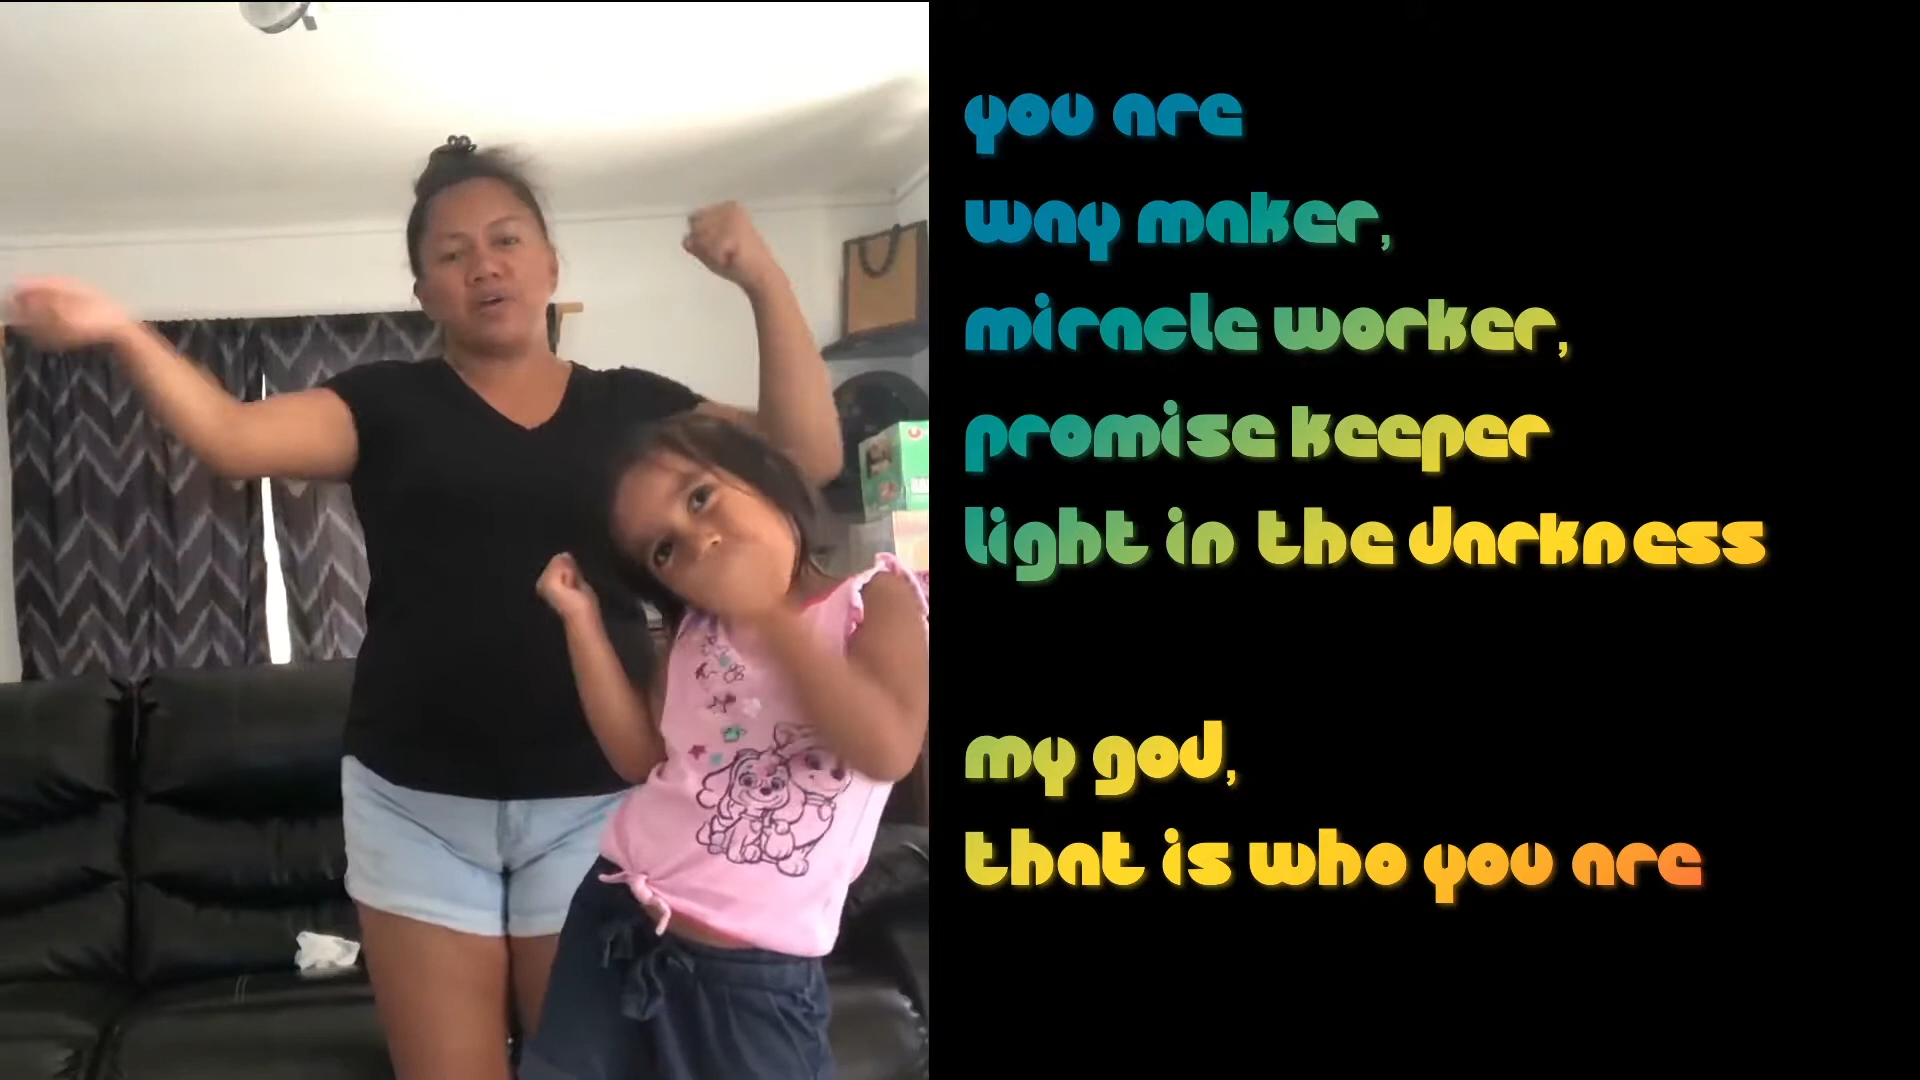 you are
way maker,
miracle worker,
promise keeper
light in the darkness
my god,
that is who you are